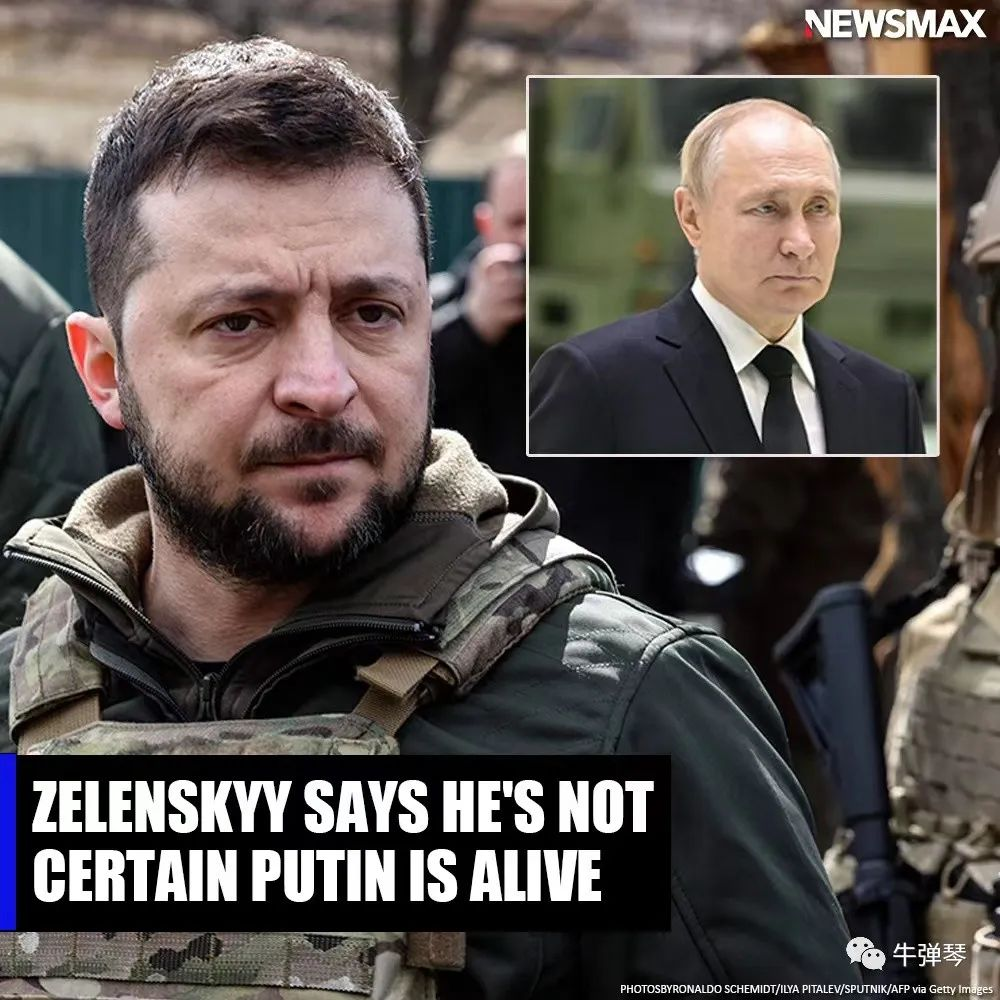 NEWSMAX
ZELENSKYY SAYS HE'S NOT
CERTAIN PUTIN IS ALIVE
牛弹琴
PHOTOSBYRONALDO SCHEMIDT/ILYA PITALEV/SPUTNIK/AFP via Getty Images